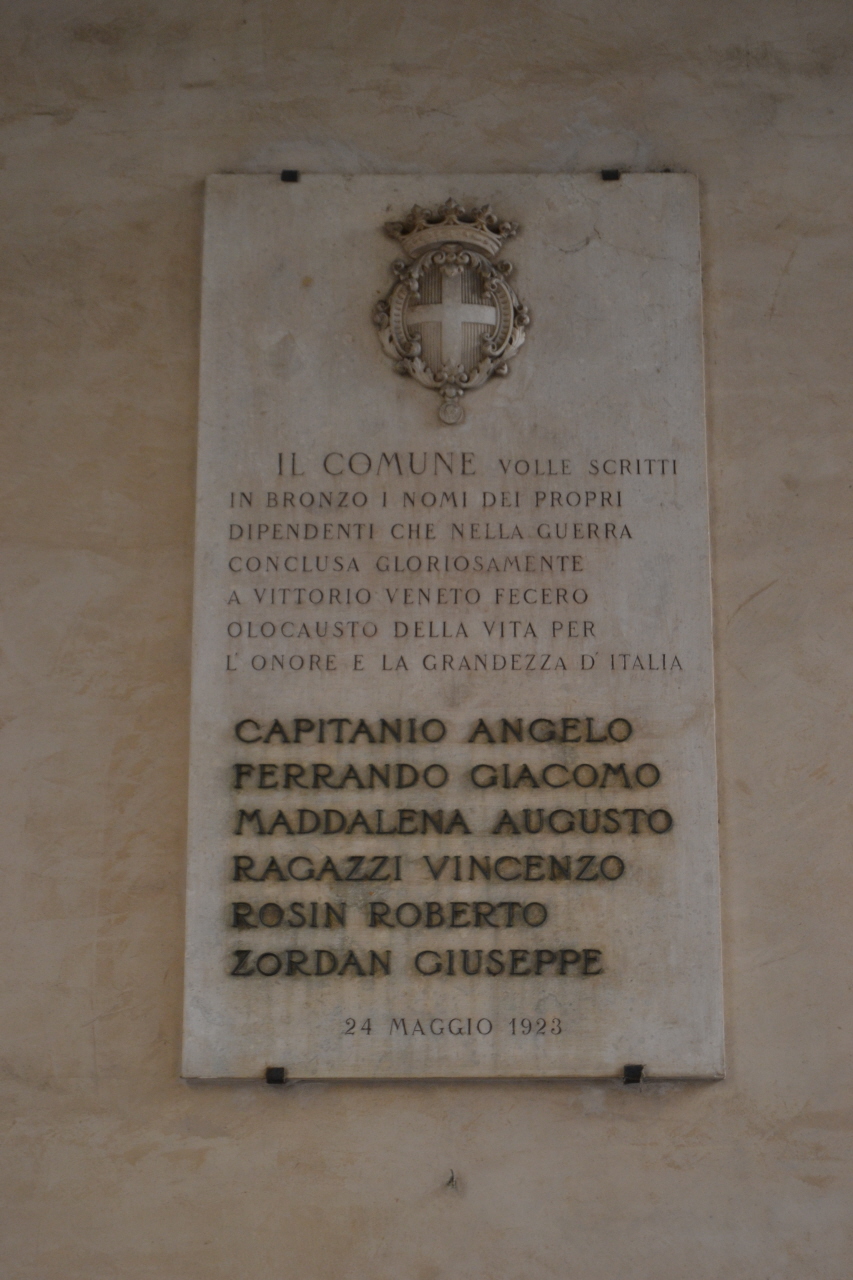 IL COMUNE VOLLE SCRITTI
IN BRONZO I NOMI DEI PROPRI
DIPENDENTI CHE NELLA GUERRA
CONCLUSA GLORIOSAMENTE
A VITTORIO VENETO FECERO
OLOCAUSTO DELLA VITA PER
L'ONORE E LA GRANDEZZA D'ITALIA
CAPITANIO ANGELO
FERRANDO GIACOMO
MADDALENA AUGUSTO
RAGAZZI VINCENZO
ROSIN ROBERTO
ZORDAN GIUSEPPE
24 MAGGIO 1923